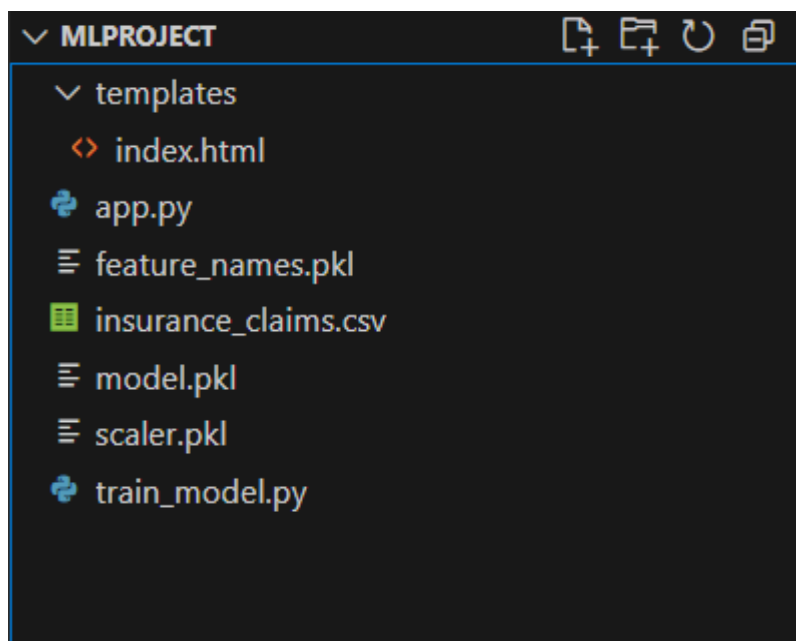 MLPROJECT
templates
index.html
app.py
feature_names.pkl
insurance_claims.csv
model.pkl
scaler.pkl
train_model.py